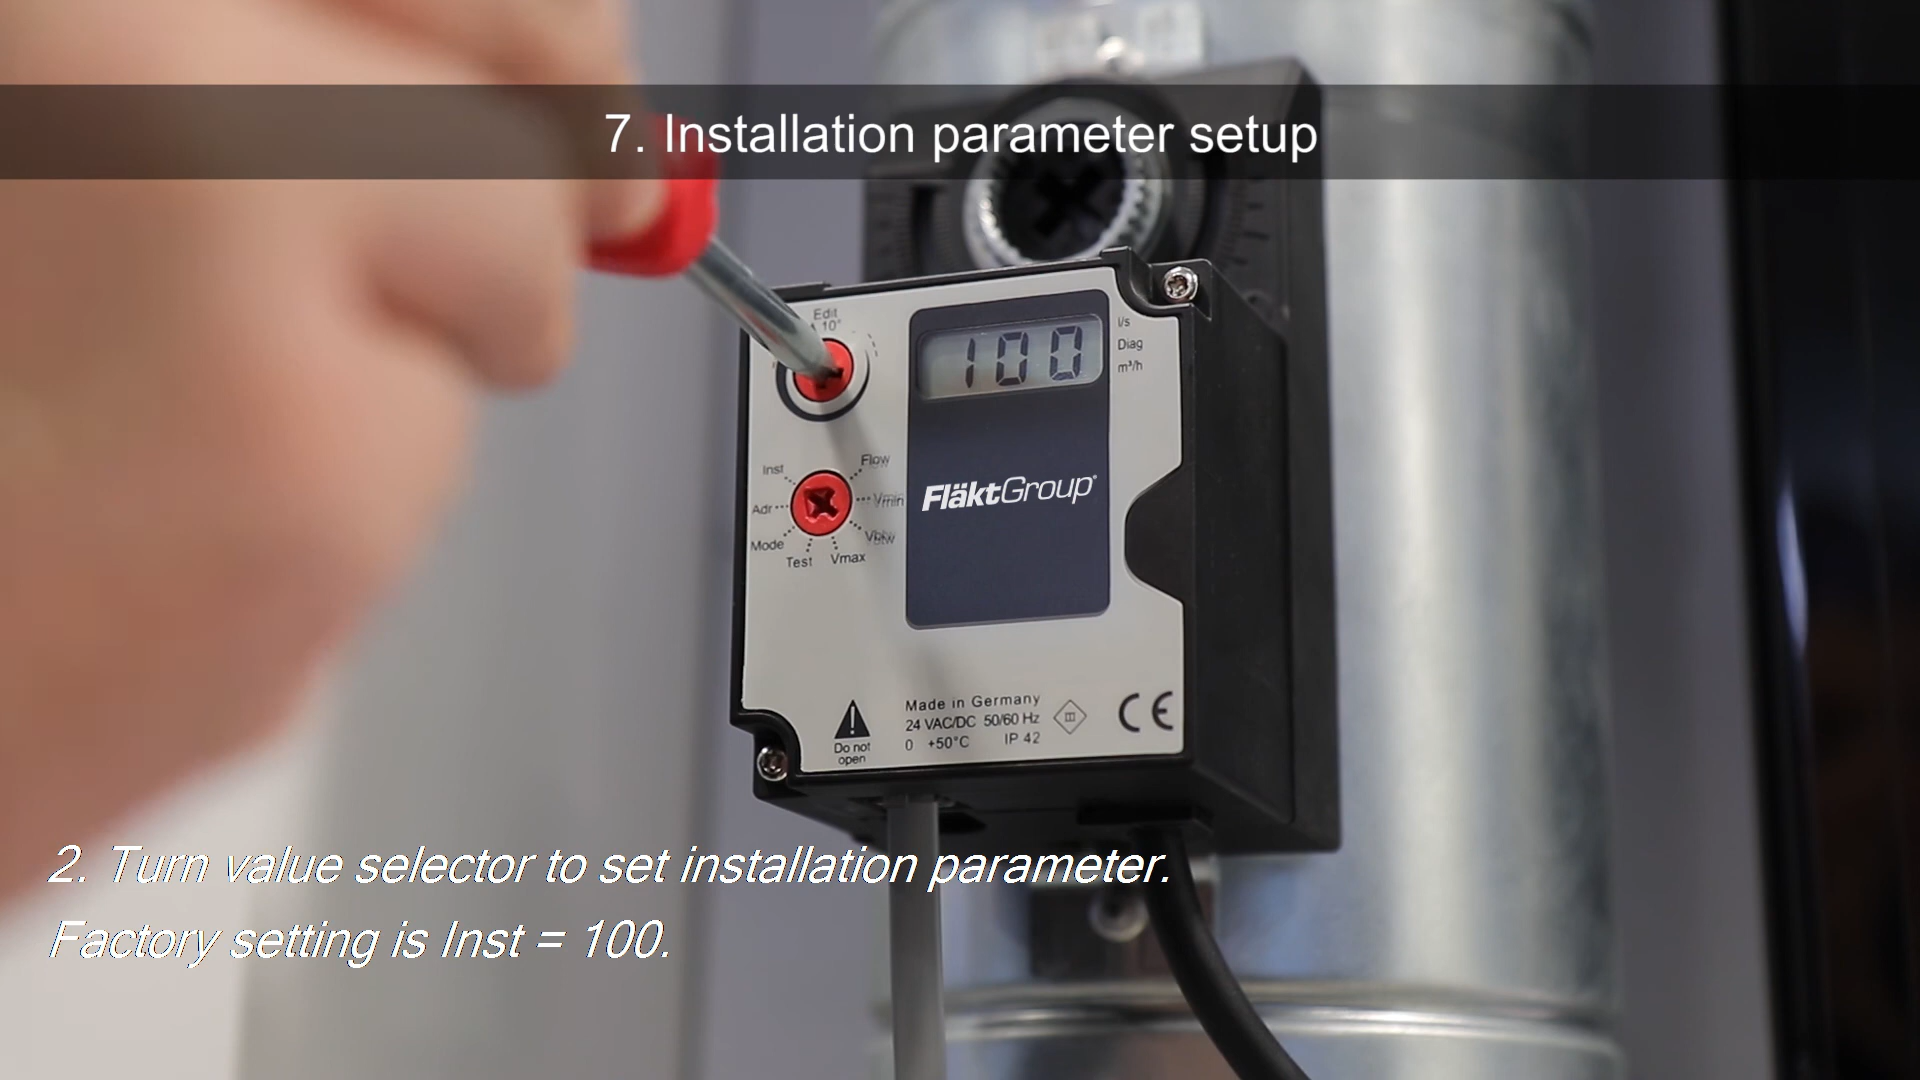 7. Installation parameter setup
Edit
10°
100
l/s
Diag
m³/h
FläktGroup
Inst
Flow
Adr
Vmin
Mode
Test
Vmax
Made in Germany
24 VAC/DC 50/60 Hz
0 +50°C IP 42
CE
Do not
open
2. Turn value selector to set installation parameter.
Factory setting is Inst = 100.